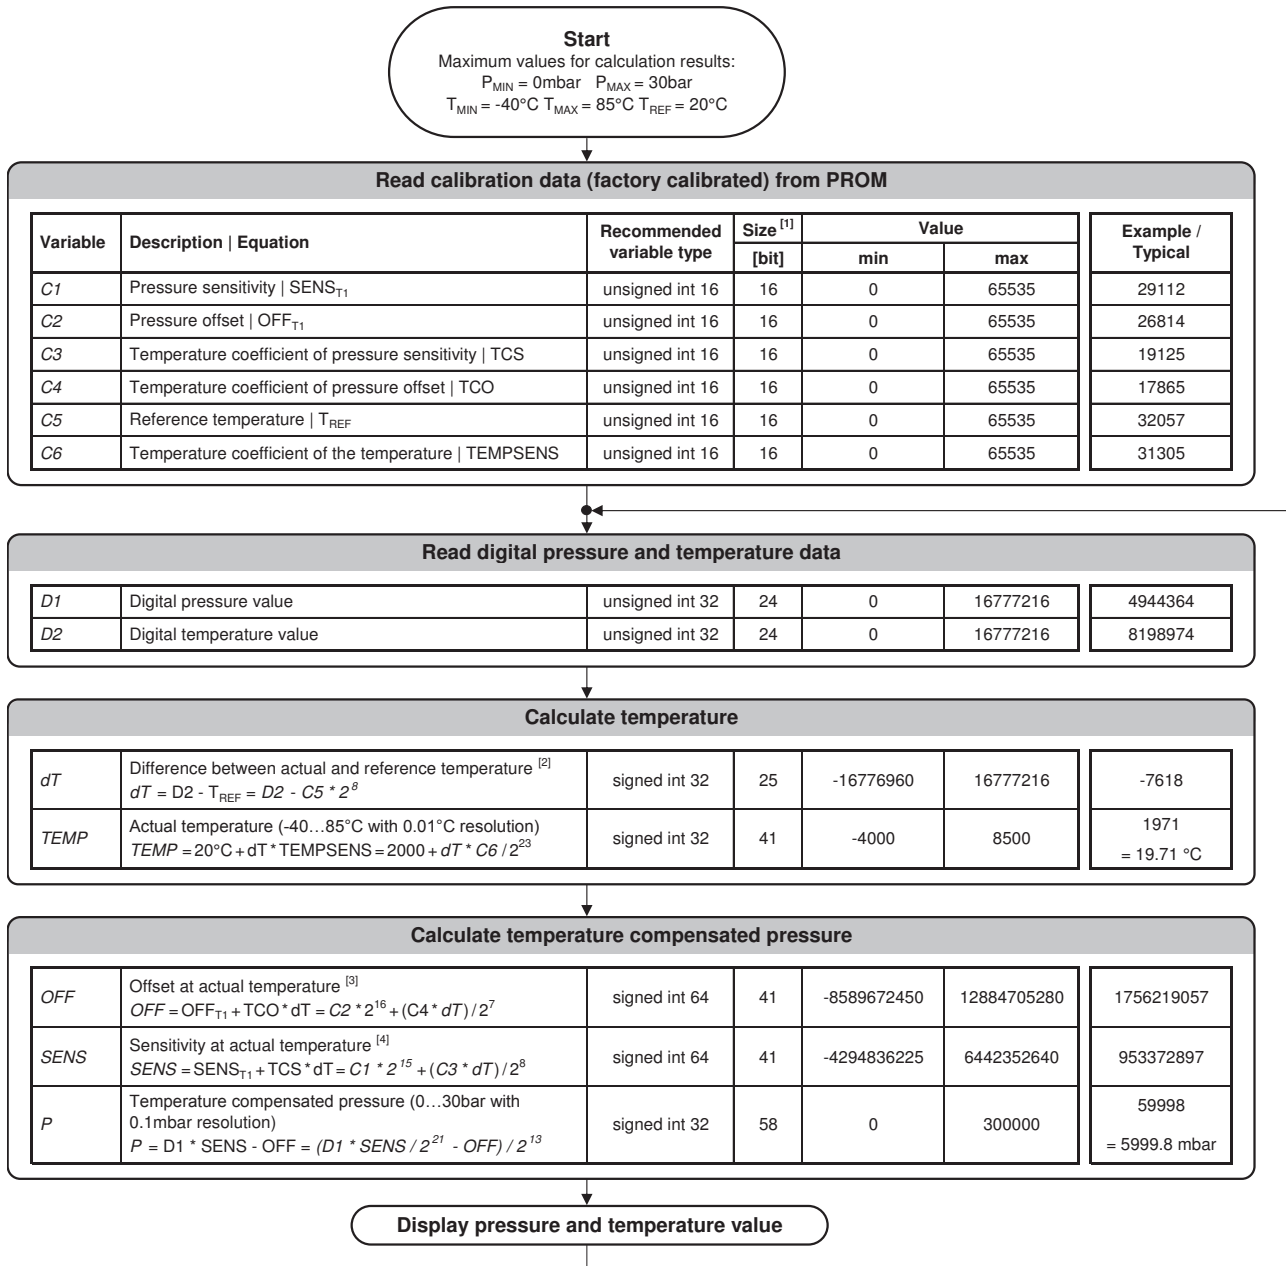 Start
Maximum values for calculation results:
P_MIN = 0mbar P_MAX = 30bar
T_MIN = -40°C T_MAX = 85°C T_REF = 20°C
Read calibration data (factory calibrated) from PROM
Variable | Description | Equation | Recommended variable type | Size [1] [bit] | Value min | max | Example / Typical
C1 | Pressure sensitivity | SENS_T1 | unsigned int 16 | 16 | 0 | 65535 | 29112
C2 | Pressure offset | OFF_T1 | unsigned int 16 | 16 | 0 | 65535 | 26814
C3 | Temperature coefficient of pressure sensitivity | TCS | unsigned int 16 | 16 | 0 | 65535 | 19125
C4 | Temperature coefficient of pressure offset | TCO | unsigned int 16 | 16 | 0 | 65535 | 17865
C5 | Reference temperature | T_REF | unsigned int 16 | 16 | 0 | 65535 | 32057
C6 | Temperature coefficient of the temperature | TEMPSENS | unsigned int 16 | 16 | 0 | 65535 | 31305
Read digital pressure and temperature data
D1 | Digital pressure value | unsigned int 32 | 24 | 0 | 16777216 | 4944364
D2 | Digital temperature value | unsigned int 32 | 24 | 0 | 16777216 | 8198974
Calculate temperature
dT | Difference between actual and reference temperature [2]
dT = D2 - T_REF = D2 - C5 * 2^8 | signed int 32 | 25 | -16776960 | 16777216 | -7618
TEMP | Actual temperature (-40…85°C with 0.01°C resolution)
TEMP = 20°C + dT * TEMPSENS = 2000 + dT * C6 / 2^23 | signed int 32 | 41 | -4000 | 8500 | 1971
= 19.71 °C
Calculate temperature compensated pressure
OFF | Offset at actual temperature [3]
OFF = OFF_T1 + TCO * dT = C2 * 2^16 + (C4 * dT) / 2^7 | signed int 64 | 41 | -8589672450 | 12884705280 | 1756219057
SENS | Sensitivity at actual temperature [4]
SENS = SENS_T1 + TCS * dT = C1 * 2^15 + (C3 * dT) / 2^8 | signed int 64 | 41 | -4294836225 | 6442352640 | 953372897
P | Temperature compensated pressure (0…30bar with
0.1mbar resolution)
P = D1 * SENS - OFF = (D1 * SENS / 2^21 - OFF) / 2^13 | signed int 32 | 58 | 0 | 300000 | 59998
= 5999.8 mbar
Display pressure and temperature value